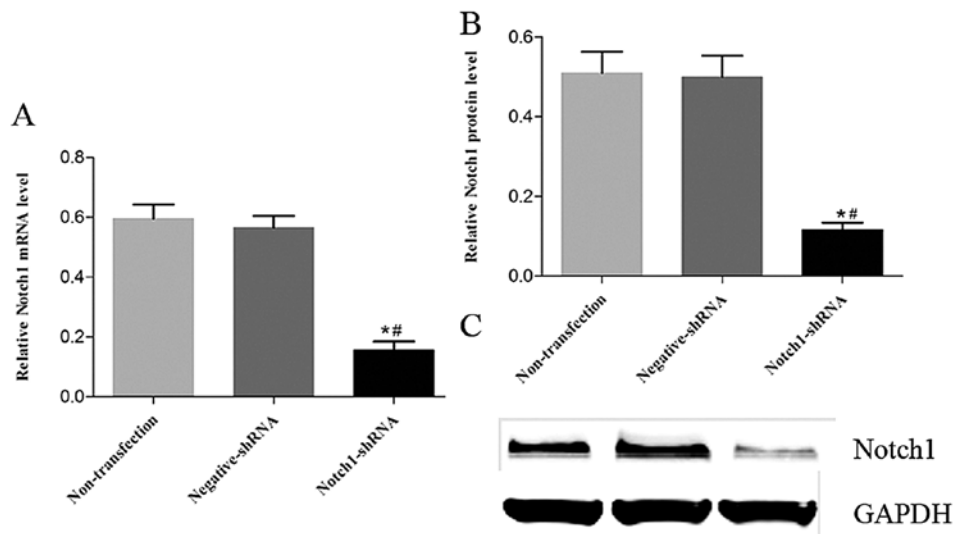 A
Relative Notch1 mRNA level
0.8
0.6
0.4
0.2
0.0
*#
Non-transfection
Negative-shRNA
Notch1-shRNA
B
Relative Notch1 protein level
0.6
0.4
0.2
0.0
*#
Non-transfection
Negative-shRNA
Notch1-shRNA
C
Notch1
GAPDH